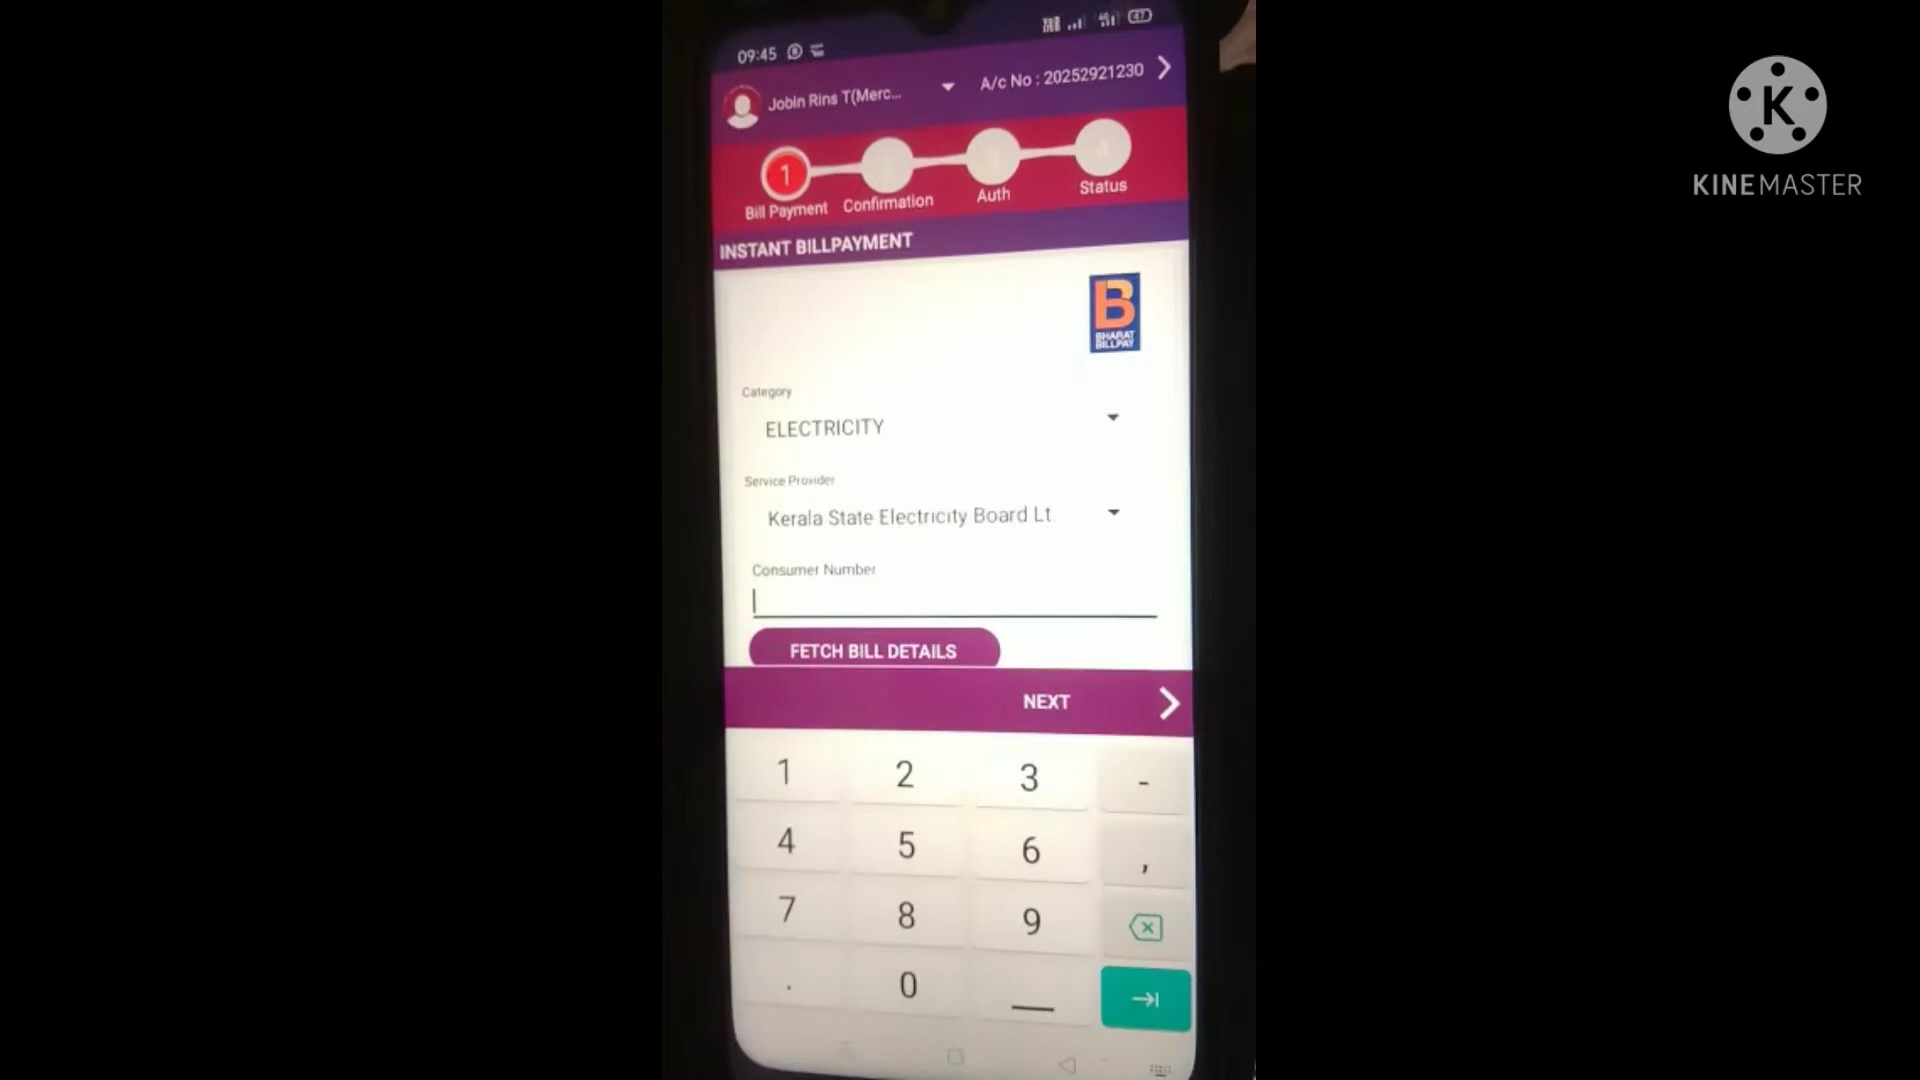 09:45
47
Jobin Rins T(Merc...
A/c No : 20252921230
1
Bill Payment
Confirmation
Auth
Status
INSTANT BILLPAYMENT
B
BHARAT
BILLPAY
Category
ELECTRICITY
Service Provider
Kerala State Electricity Board Lt
Consumer Number
FETCH BILL DETAILS
NEXT
1 2 3 -
4 5 6 ,
7 8 9
. 0
K
KINEMASTER